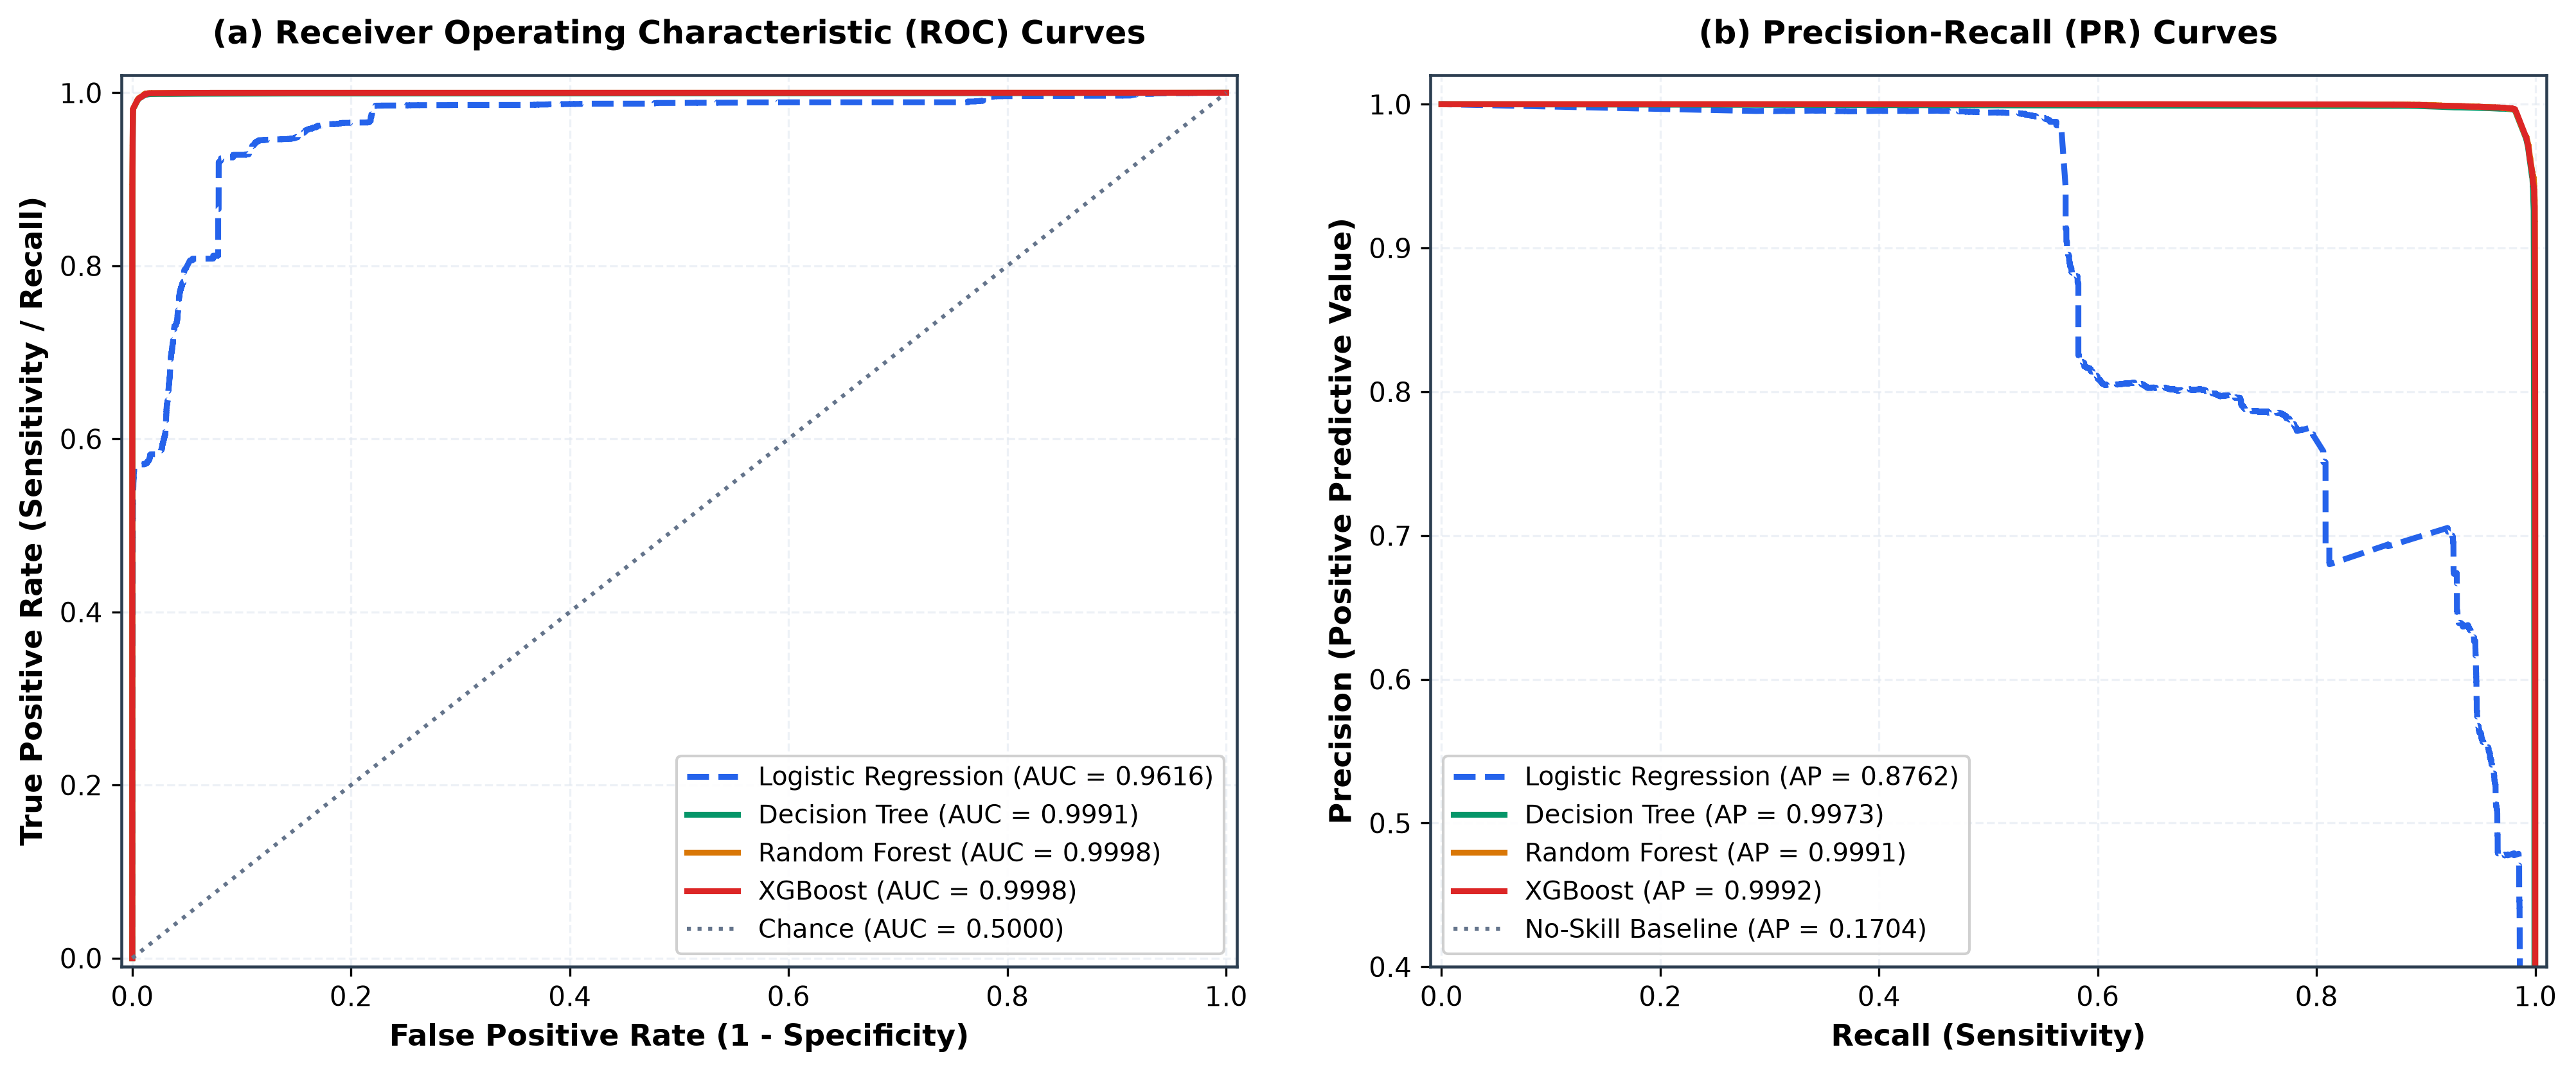 (a) Receiver Operating Characteristic (ROC) Curves
True Positive Rate (Sensitivity / Recall)
1.0
0.8
0.6
0.4
0.2
0.0
Logistic Regression (AUC = 0.9616)
Decision Tree (AUC = 0.9991)
Random Forest (AUC = 0.9998)
XGBoost (AUC = 0.9998)
Chance (AUC = 0.5000)
0.0 0.2 0.4 0.6 0.8 1.0
False Positive Rate (1 - Specificity)
(b) Precision-Recall (PR) Curves
Precision (Positive Predictive Value)
1.0
0.9
0.8
0.7
0.6
0.5
0.4
Logistic Regression (AP = 0.8762)
Decision Tree (AP = 0.9973)
Random Forest (AP = 0.9991)
XGBoost (AP = 0.9992)
No-Skill Baseline (AP = 0.1704)
0.0 0.2 0.4 0.6 0.8 1.0
Recall (Sensitivity)